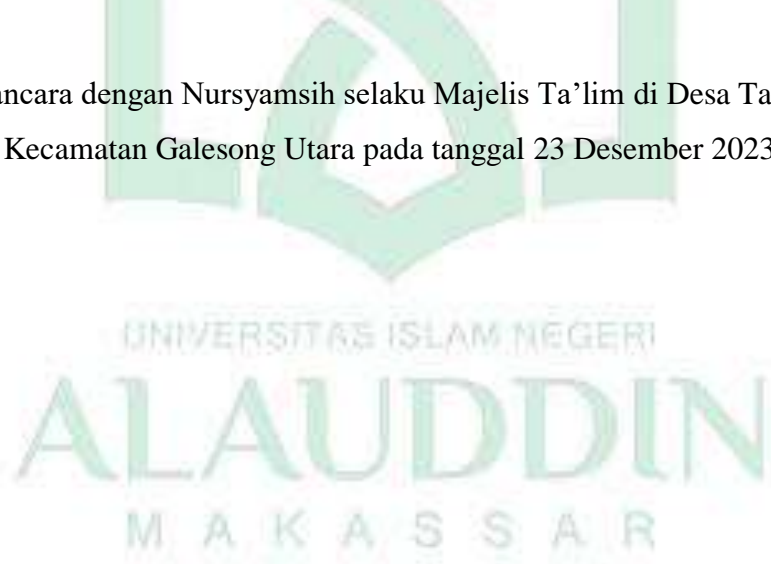 ancara dengan Nursyamsih selaku Majelis Ta’lim di Desa Ta
Kecamatan Galesong Utara pada tanggal 23 Desember 2023
UNIVERSITAS ISLAM NEGERI
ALAUDDIN
MAKASSAR